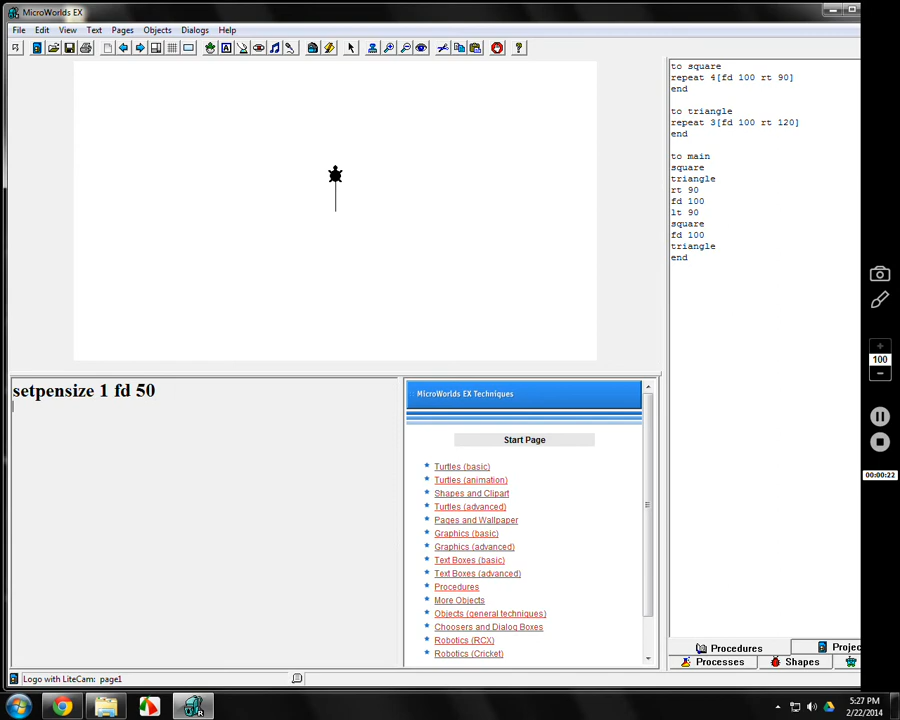 MicroWorlds EX
File Edit View Text Pages Objects Dialogs Help
to square
repeat 4[fd 100 rt 90]
end
to triangle
repeat 3[fd 100 rt 120]
end
to main
square
triangle
rt 90
fd 100
lt 90
square
fd 100
triangle
end
100
00:00:22
setpensize 1 fd 50
MicroWorlds EX Techniques
Start Page
Turtles (basic)
Turtles (animation)
Shapes and Clipart
Turtles (advanced)
Pages and Wallpaper
Graphics (basic)
Graphics (advanced)
Text Boxes (basic)
Text Boxes (advanced)
Procedures
More Objects
Objects (general techniques)
Choosers and Dialog Boxes
Robotics (RCX)
Robotics (Cricket)
Procedures Projec
Processes Shapes
Logo with LiteCam: page1
5:27 PM
2/22/2014